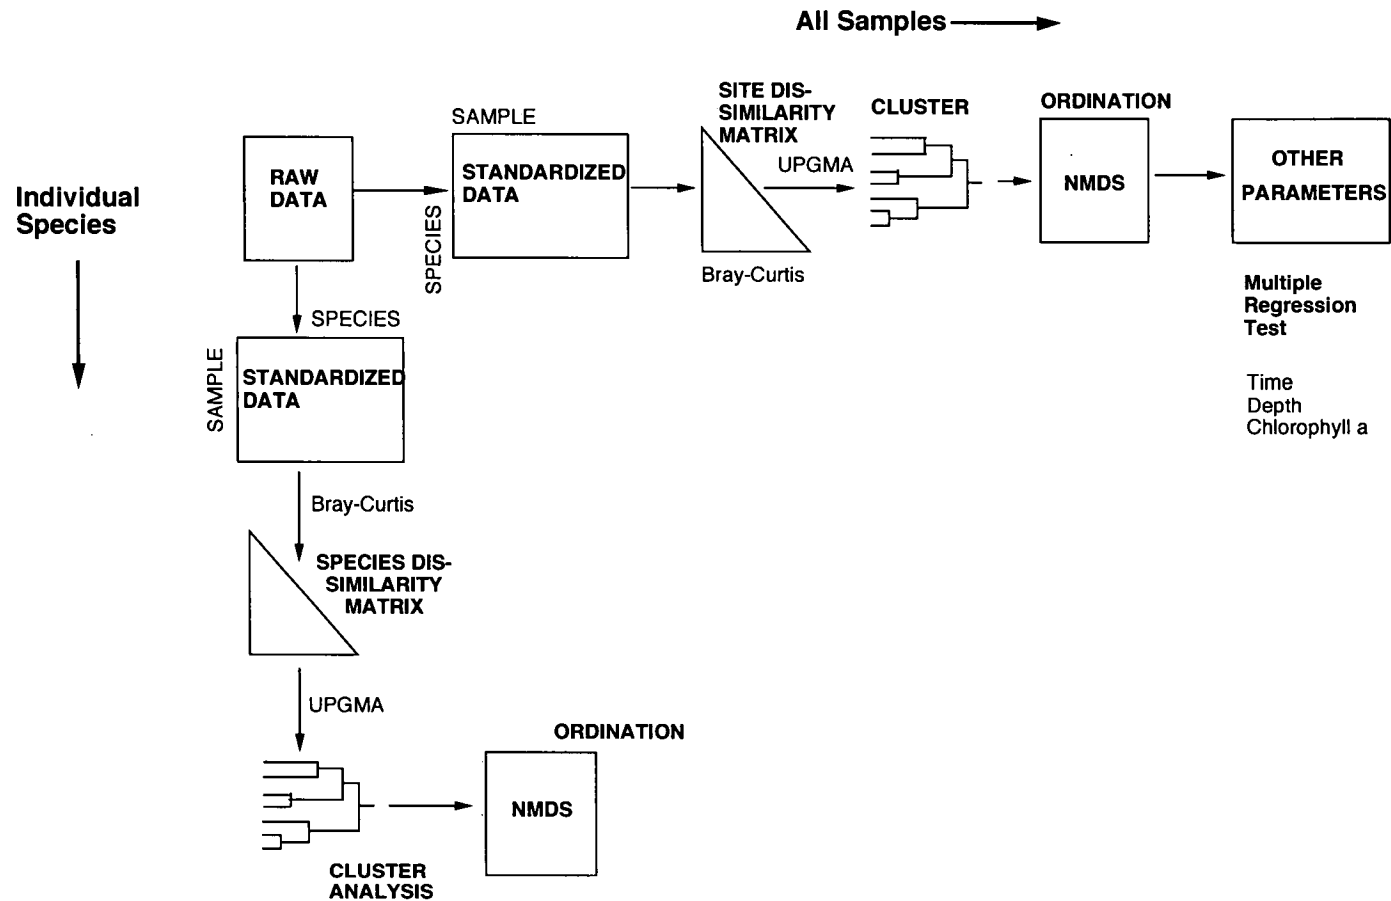 All Samples
Individual
Species
RAW
DATA
SAMPLE
SPECIES
STANDARDIZED
DATA
SITE DIS-
SIMILARITY
MATRIX
Bray-Curtis
UPGMA
CLUSTER
ORDINATION
NMDS
OTHER
PARAMETERS
Multiple
Regression
Test
Time
Depth
Chlorophyll a
SPECIES
SAMPLE
STANDARDIZED
DATA
Bray-Curtis
SPECIES DIS-
SIMILARITY
MATRIX
UPGMA
CLUSTER
ANALYSIS
ORDINATION
NMDS